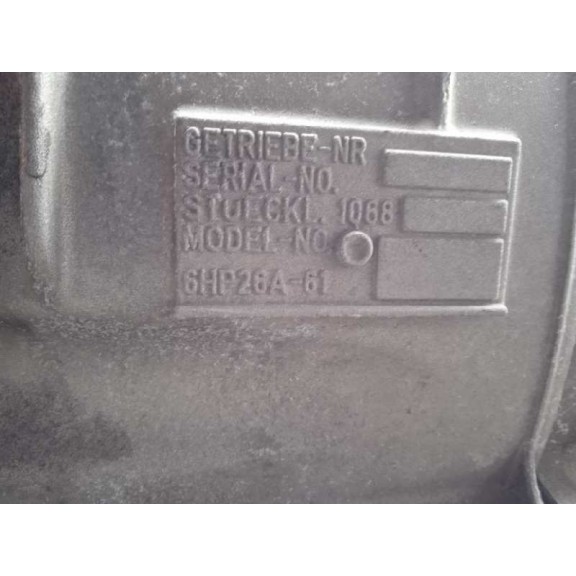 GETRIEBE-NR
SERIAL-NO.
STUECKL. 1068
MODEL-NO
6HP26A-61